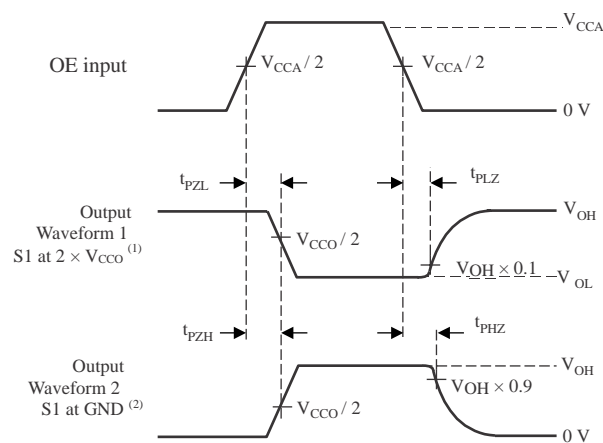 V_CCA
OE input
V_CCA / 2
V_CCA / 2
0 V
t_PZL
t_PLZ
Output
Waveform 1
S1 at 2 × V_CCO (1)
V_OH
V_CCO / 2
V_OH × 0.1
V_OL
t_PZH
t_PHZ
Output
Waveform 2
S1 at GND (2)
V_OH
V_OH × 0.9
V_CCO / 2
0 V